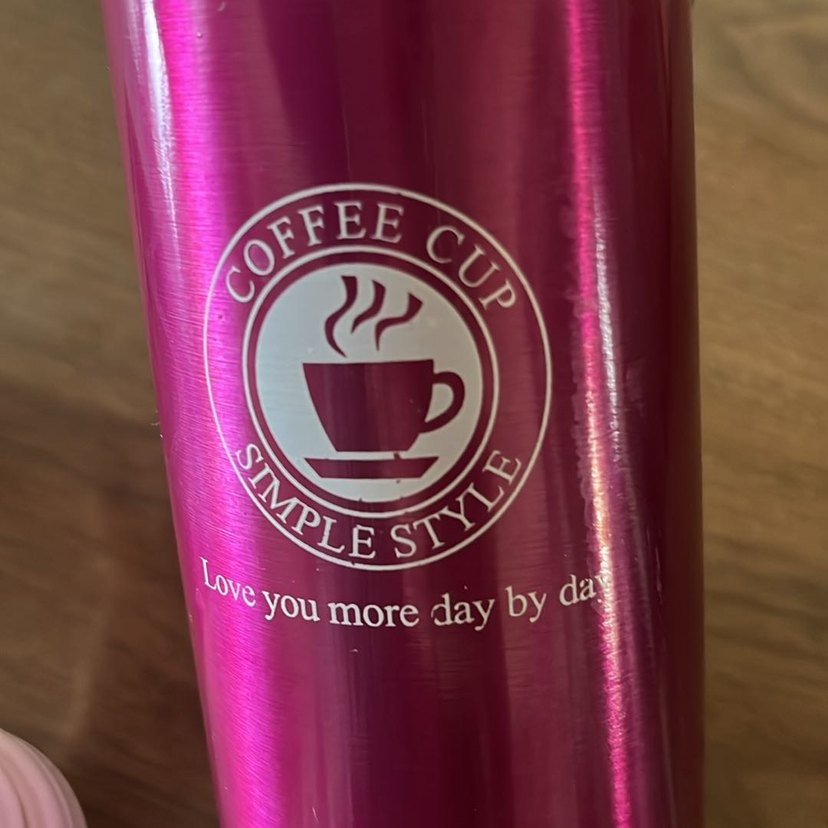 COFFEE CUP
SIMPLE STYLE
Love you more day by day